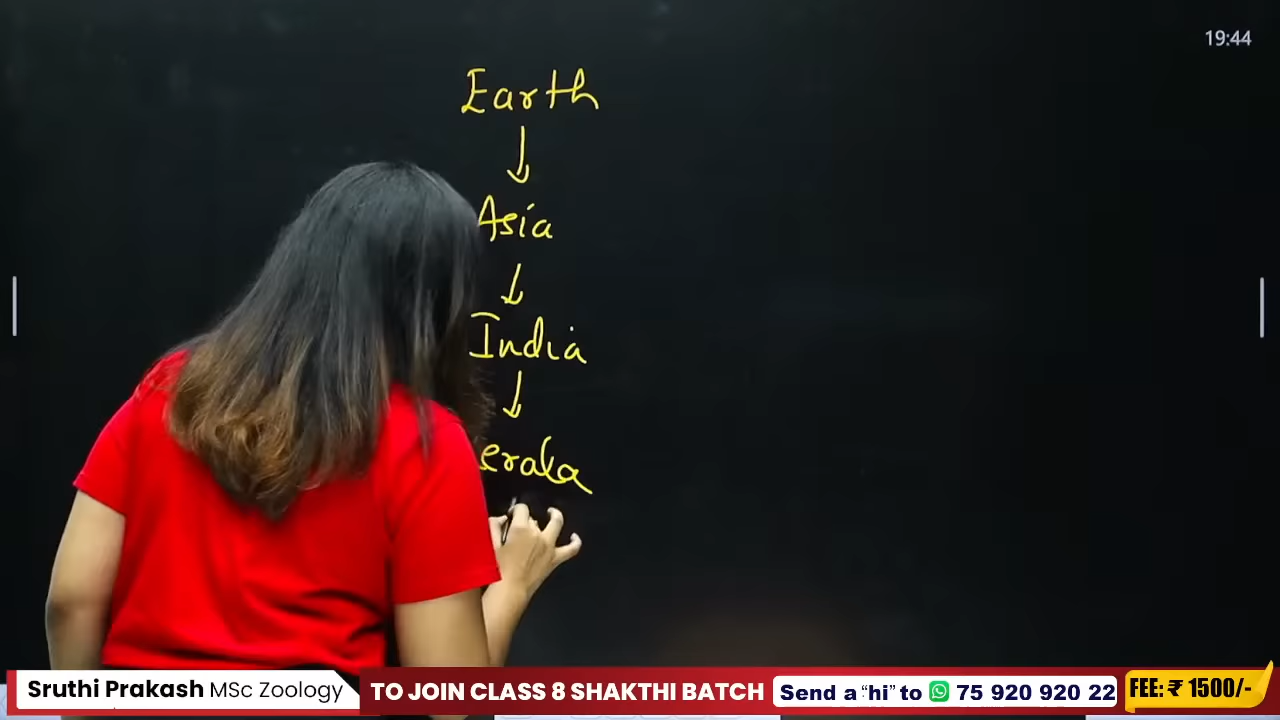 19:44
Earth
Asia
India
erala
Sruthi Prakash MSc Zoology
TO JOIN CLASS 8 SHAKTHI BATCH
Send a “hi” to 75 920 920 22
FEE: ₹ 1500/-